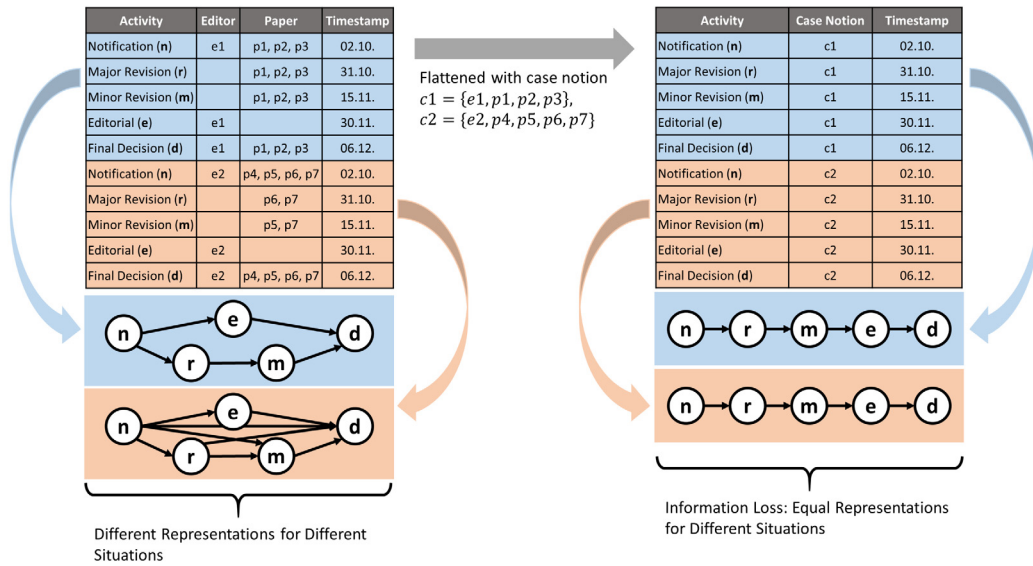 Activity Editor Paper Timestamp
Notification (n) e1 p1, p2, p3 02.10.
Major Revision (r) p1, p2, p3 31.10.
Minor Revision (m) p1, p2, p3 15.11.
Editorial (e) e1 30.11.
Final Decision (d) e1 p1, p2, p3 06.12.
Notification (n) e2 p4, p5, p6, p7 02.10.
Major Revision (r) p6, p7 31.10.
Minor Revision (m) p5, p7 15.11.
Editorial (e) e2 30.11.
Final Decision (d) e2 p4, p5, p6, p7 06.12.
n e d
r m
n e d
r m
Different Representations for Different
Situations
Flattened with case notion
c1 = {e1, p1, p2, p3},
c2 = {e2, p4, p5, p6, p7}
Activity Case Notion Timestamp
Notification (n) c1 02.10.
Major Revision (r) c1 31.10.
Minor Revision (m) c1 15.11.
Editorial (e) c1 30.11.
Final Decision (d) c1 06.12.
Notification (n) c2 02.10.
Major Revision (r) c2 31.10.
Minor Revision (m) c2 15.11.
Editorial (e) c2 30.11.
Final Decision (d) c2 06.12.
n r m e d
n r m e d
Information Loss: Equal Representations
for Different Situations